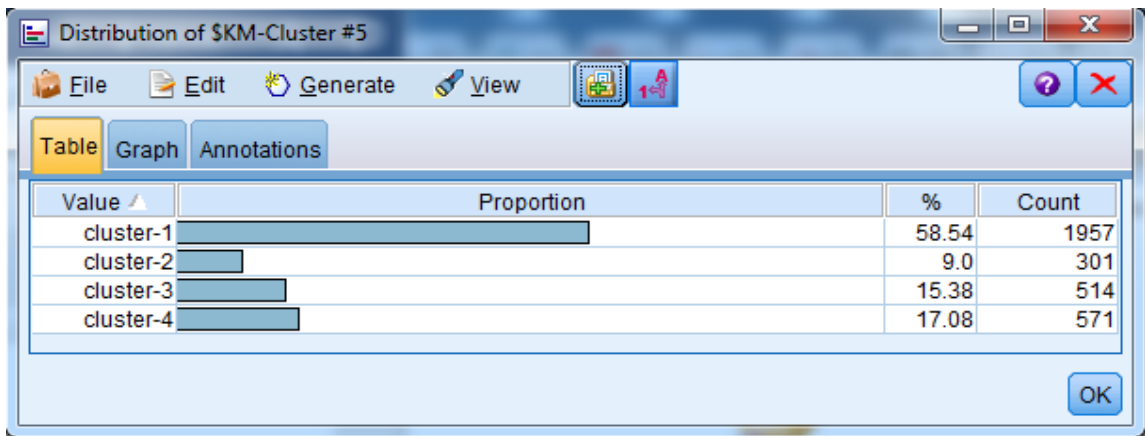 Distribution of $KM-Cluster #5
File Edit Generate View
Table Graph Annotations
Value Proportion % Count
cluster-1 58.54 1957
cluster-2 9.0 301
cluster-3 15.38 514
cluster-4 17.08 571
OK